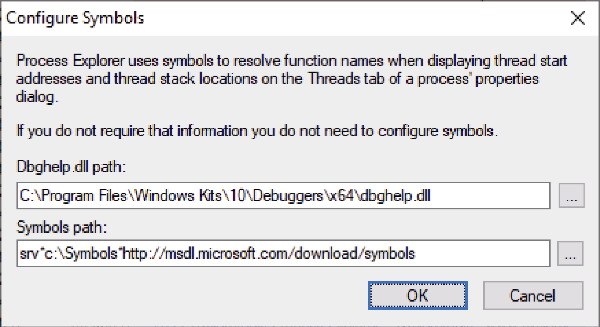 Configure Symbols
Process Explorer uses symbols to resolve function names when displaying thread start
addresses and thread stack locations on the Threads tab of a process' properties
dialog.
If you do not require that information you do not need to configure symbols.
Dbghelp.dll path:
C:\Program Files\Windows Kits\10\Debuggers\x64\dbghelp.dll
...
Symbols path:
srv*c:\Symbols*http://msdl.microsoft.com/download/symbols
...
OK Cancel